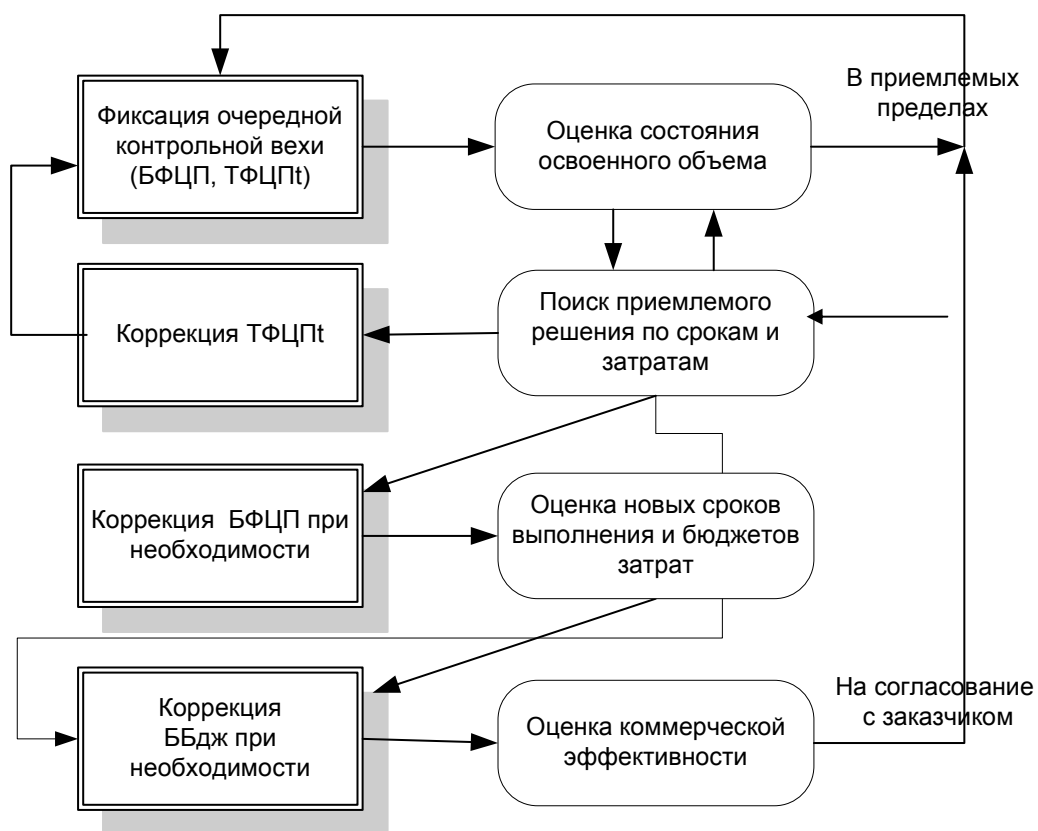 Фиксация очередной
контрольной вехи
(БФЦП, ТФЦПt)
Оценка состояния
освоенного объема
В приемлемых
пределах
Коррекция ТФЦПt
Поиск приемлемого
решения по срокам и
затратам
Коррекция БФЦП при
необходимости
Оценка новых сроков
выполнения и бюджетов
затрат
Коррекция
ББдж при
необходимости
Оценка коммерческой
эффективности
На согласование
с заказчиком